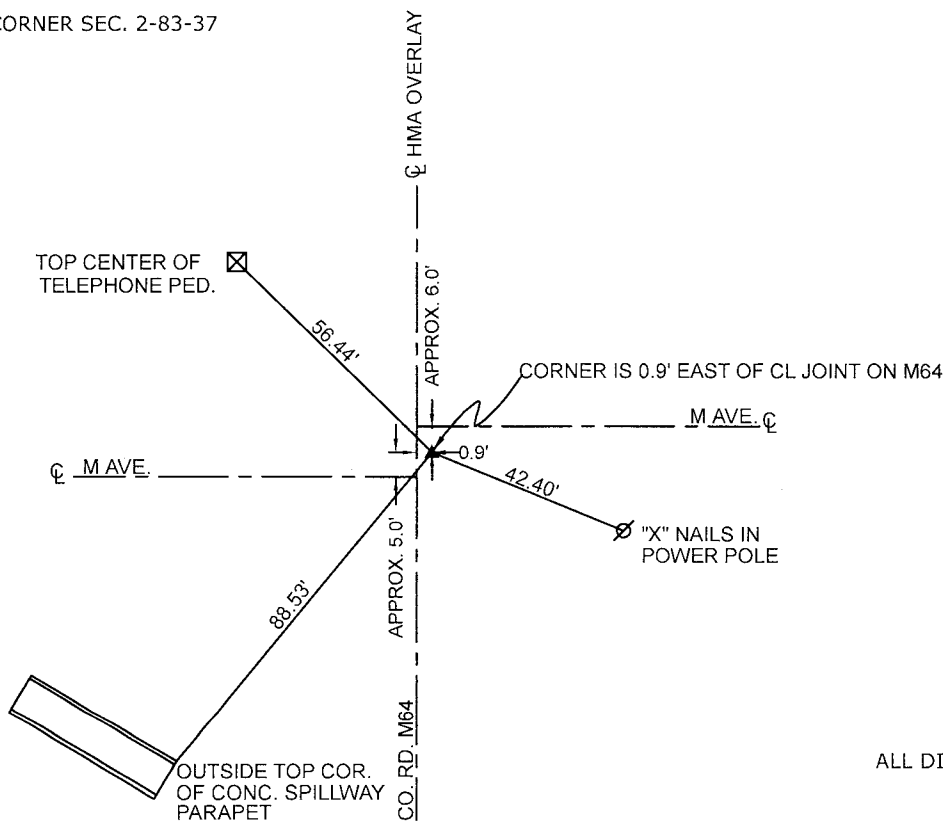 CORNER SEC. 2-83-37
℄ HMA OVERLAY
TOP CENTER OF
TELEPHONE PED.
56.44'
APPROX. 6.0'
CORNER IS 0.9' EAST OF CL JOINT ON M64
M AVE. ℄
0.9'
℄ M AVE.
42.40'
"X" NAILS IN
POWER POLE
APPROX. 5.0'
88.53'
CO. RD. M64
OUTSIDE TOP COR.
OF CONC. SPILLWAY
PARAPET
ALL DI